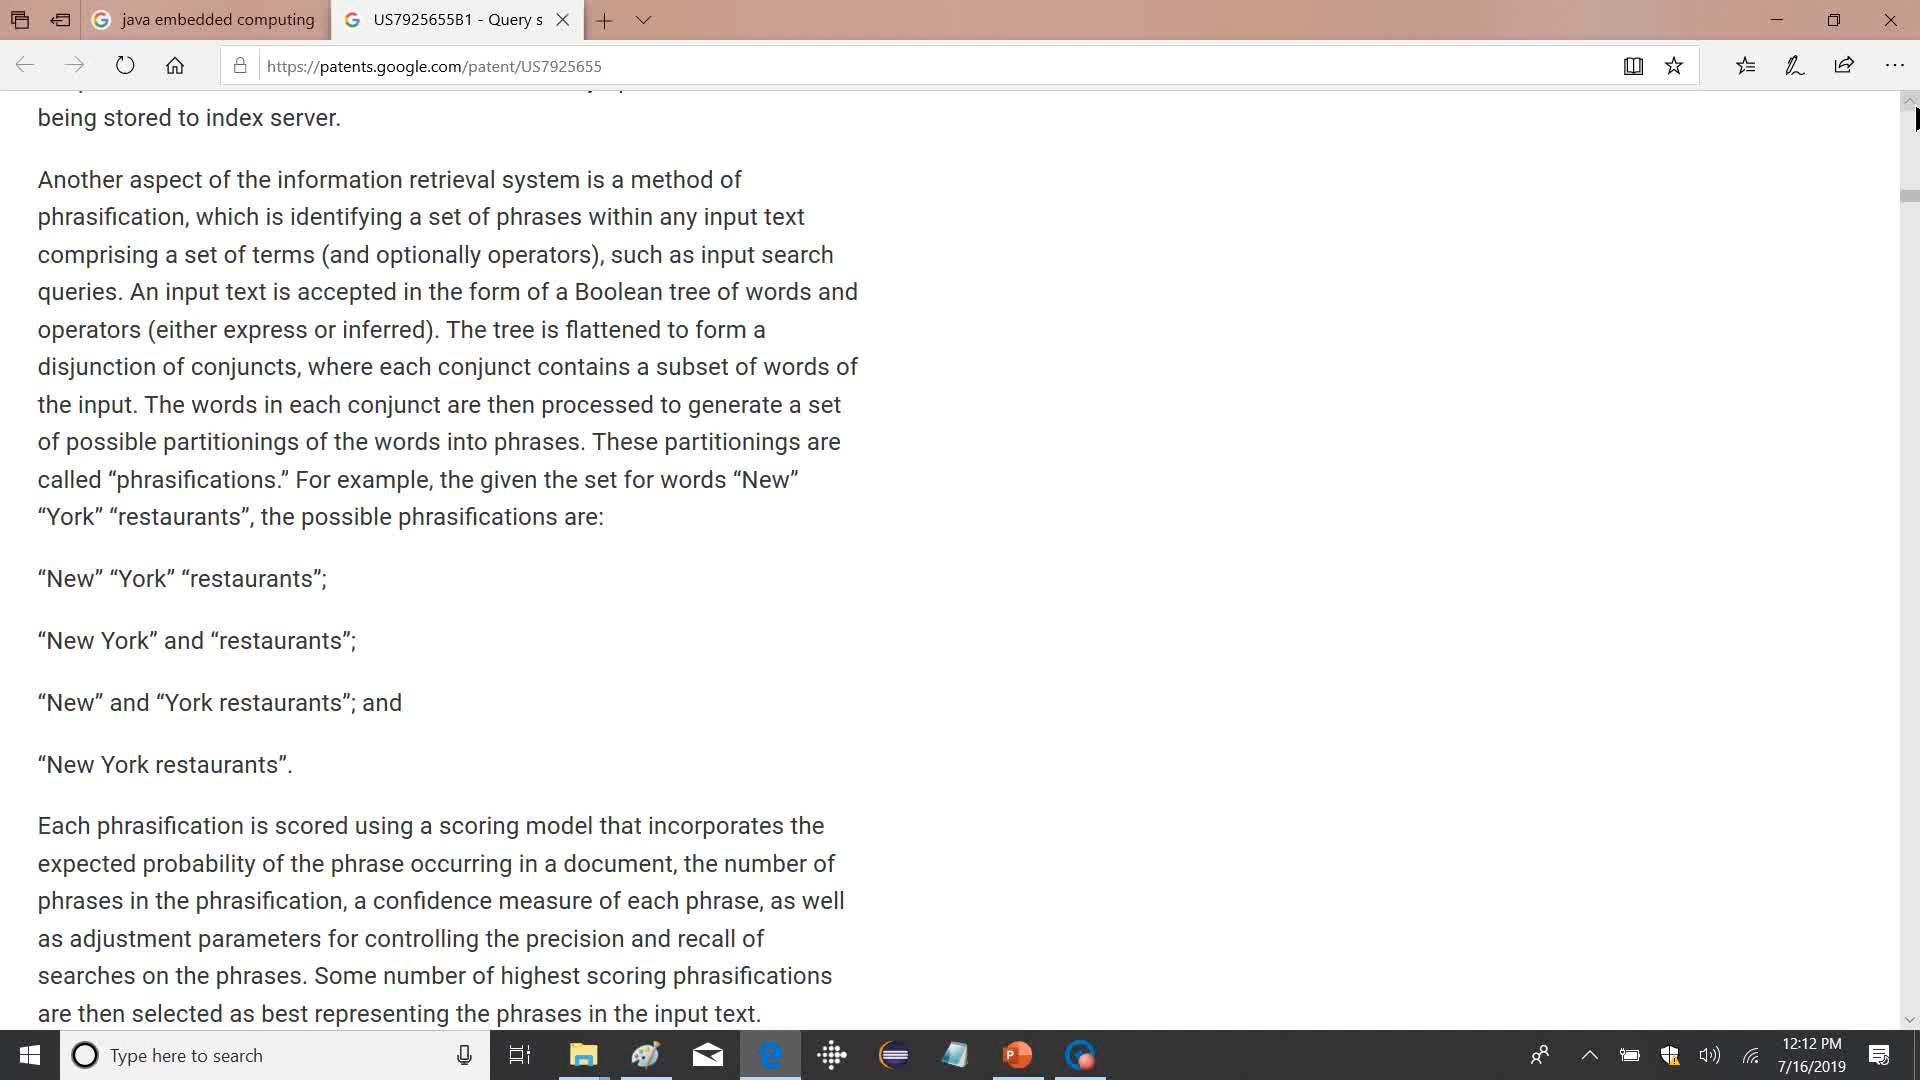 java embedded computing
US7925655B1 - Query s
https://patents.google.com/patent/US7925655
being stored to index server.
Another aspect of the information retrieval system is a method of
phrasification, which is identifying a set of phrases within any input text
comprising a set of terms (and optionally operators), such as input search
queries. An input text is accepted in the form of a Boolean tree of words and
operators (either express or inferred). The tree is flattened to form a
disjunction of conjuncts, where each conjunct contains a subset of words of
the input. The words in each conjunct are then processed to generate a set
of possible partitionings of the words into phrases. These partitionings are
called “phrasifications.” For example, the given the set for words “New”
“York” “restaurants”, the possible phrasifications are:
“New” “York” “restaurants”;
“New York” and “restaurants”;
“New” and “York restaurants”; and
“New York restaurants”.
Each phrasification is scored using a scoring model that incorporates the
expected probability of the phrase occurring in a document, the number of
phrases in the phrasification, a confidence measure of each phrase, as well
as adjustment parameters for controlling the precision and recall of
searches on the phrases. Some number of highest scoring phrasifications
are then selected as best representing the phrases in the input text.
Type here to search
12:12 PM
7/16/2019